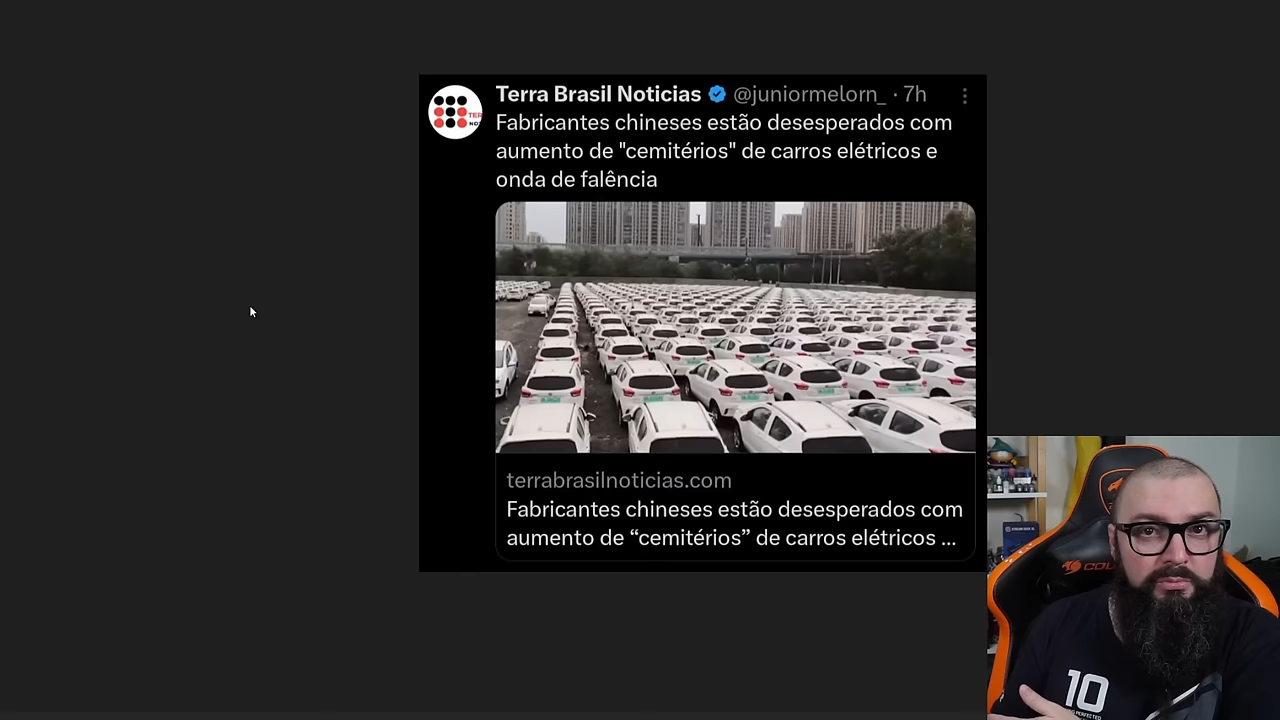 Terra Brasil Noticias @juniormelorn_ · 7h
Fabricantes chineses estão desesperados com
aumento de "cemitérios" de carros elétricos e
onda de falência
terrabrasilnoticias.com
Fabricantes chineses estão desesperados com
aumento de “cemitérios” de carros elétricos ...
10